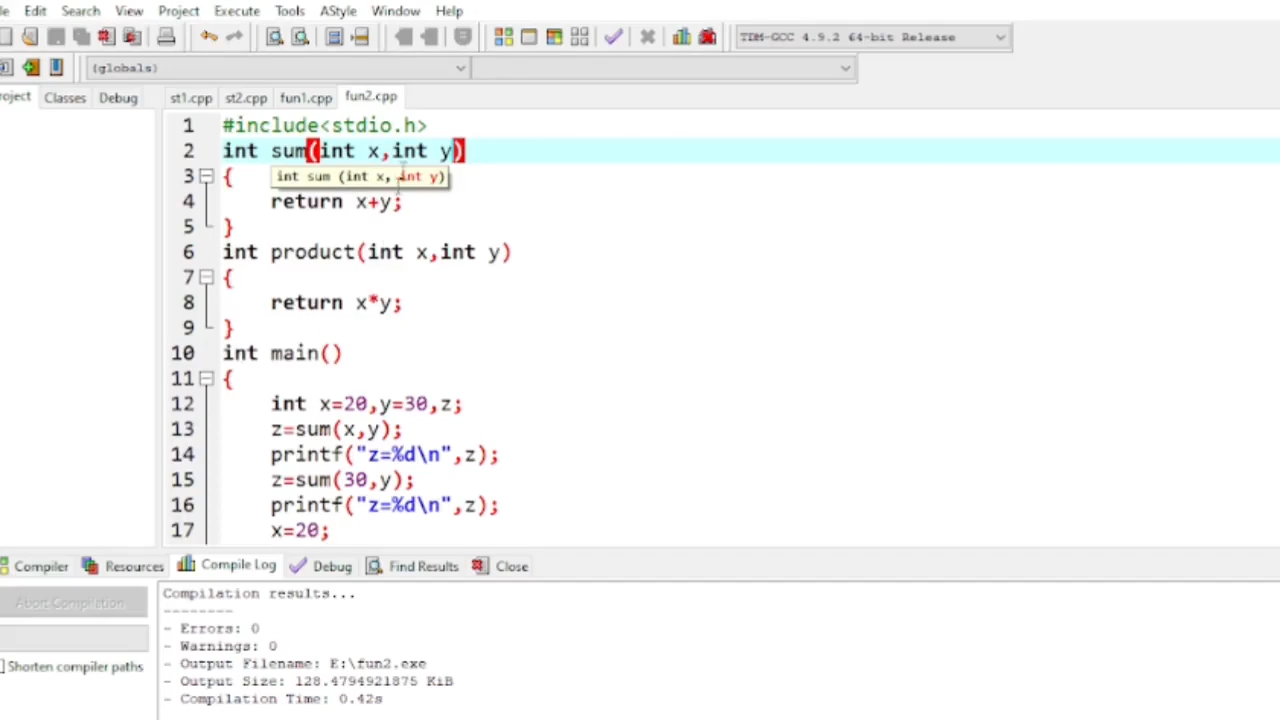 Edit Search View Project Execute Tools AStyle Window Help
TDM-GCC 4.9.2 64-bit Release
(globals)
Classes Debug st1.cpp st2.cpp fun1.cpp fun2.cpp
1 #include<stdio.h>
2 int sum(int x,int y)
int sum (int x, int y)
3 {
4 return x+y;
5 }
6 int product(int x,int y)
7 {
8 return x*y;
9 }
10 int main()
11 {
12 int x=20,y=30,z;
13 z=sum(x,y);
14 printf("z=%d\n",z);
15 z=sum(30,y);
16 printf("z=%d\n",z);
17 x=20;
Compiler Resources Compile Log Debug Find Results Close
Abort Compilation
Shorten compiler paths
Compilation results...
--------
- Errors: 0
- Warnings: 0
- Output Filename: E:\fun2.exe
- Output Size: 128.4794921875 KiB
- Compilation Time: 0.42s